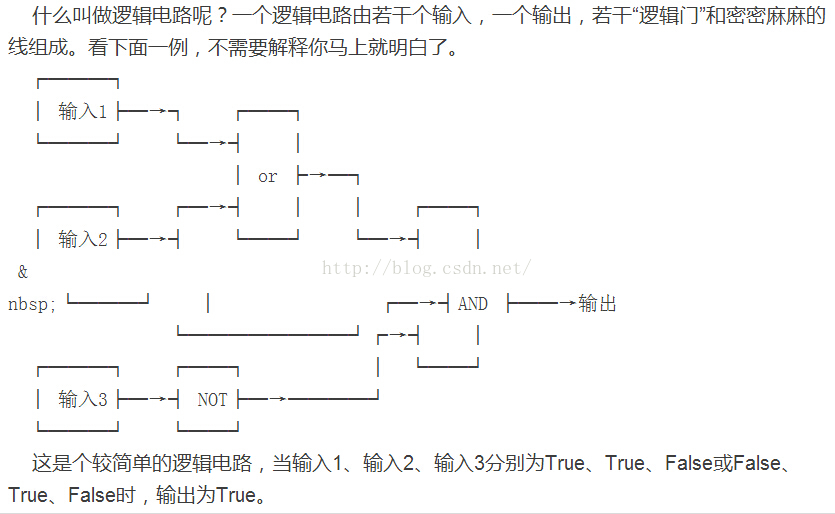 什么叫做逻辑电路呢？一个逻辑电路由若干个输入，一个输出，若干“逻辑门”和密密麻麻的
线组成。看下面一例，不需要解释你马上就明白了。
输入1
or
输入2
&
http://blog.csdn.net/
nbsp;
AND
输出
输入3
NOT
这是个较简单的逻辑电路，当输入1、输入2、输入3分别为True、True、False或False、
True、False时，输出为True。